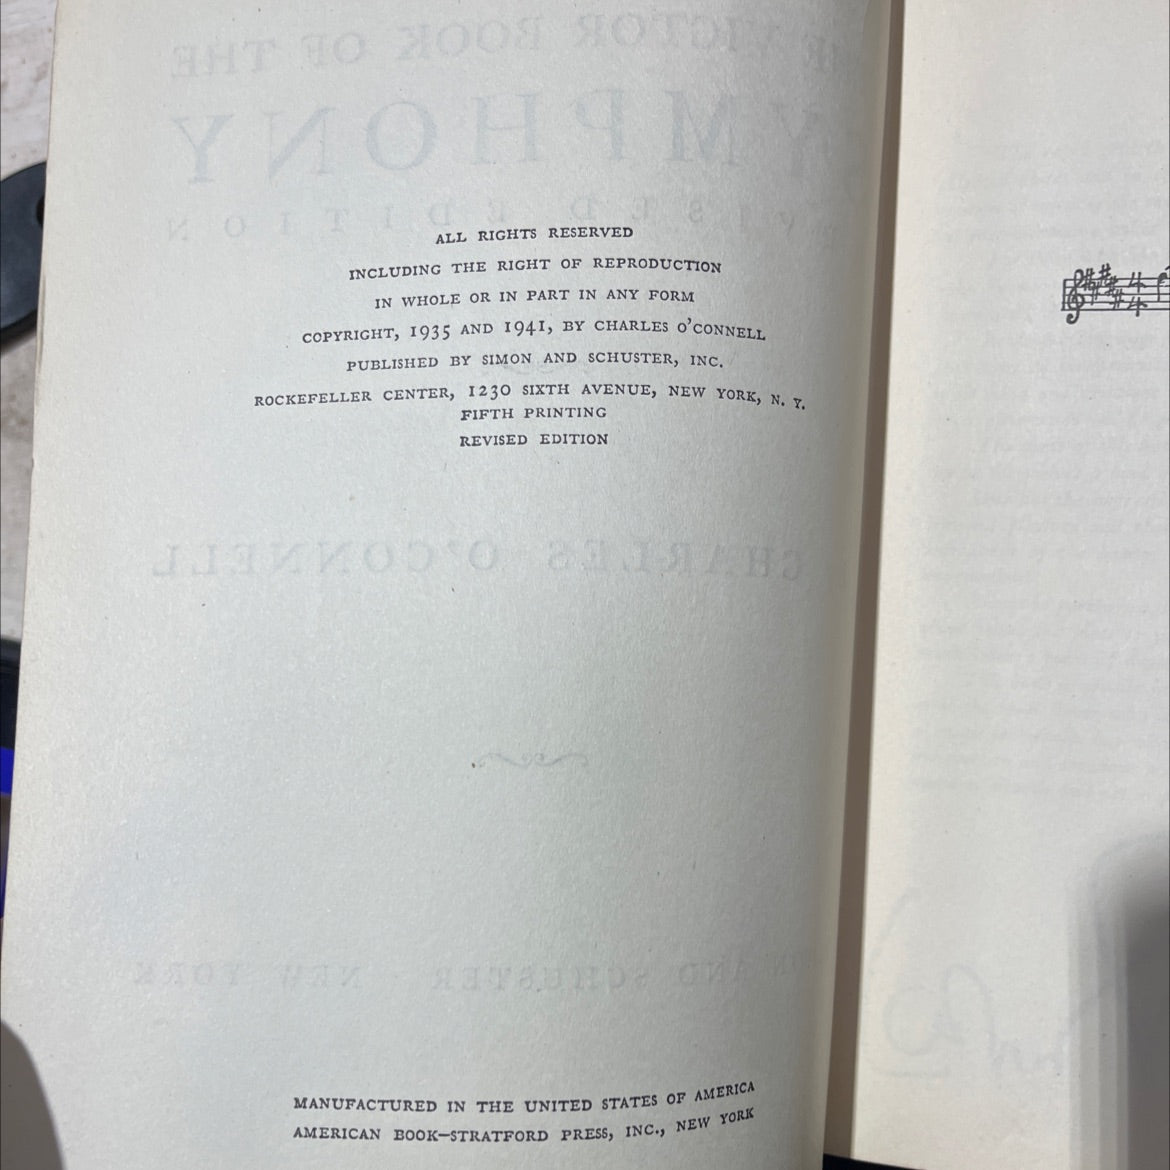 ALL RIGHTS RESERVED
INCLUDING THE RIGHT OF REPRODUCTION
IN WHOLE OR IN PART IN ANY FORM
COPYRIGHT, 1935 AND 1941, BY CHARLES O'CONNELL
PUBLISHED BY SIMON AND SCHUSTER, INC.
ROCKEFELLER CENTER, 1230 SIXTH AVENUE, NEW YORK, N. Y.
FIFTH PRINTING
REVISED EDITION
MANUFACTURED IN THE UNITED STATES OF AMERICA
AMERICAN BOOK—STRATFORD PRESS, INC., NEW YORK